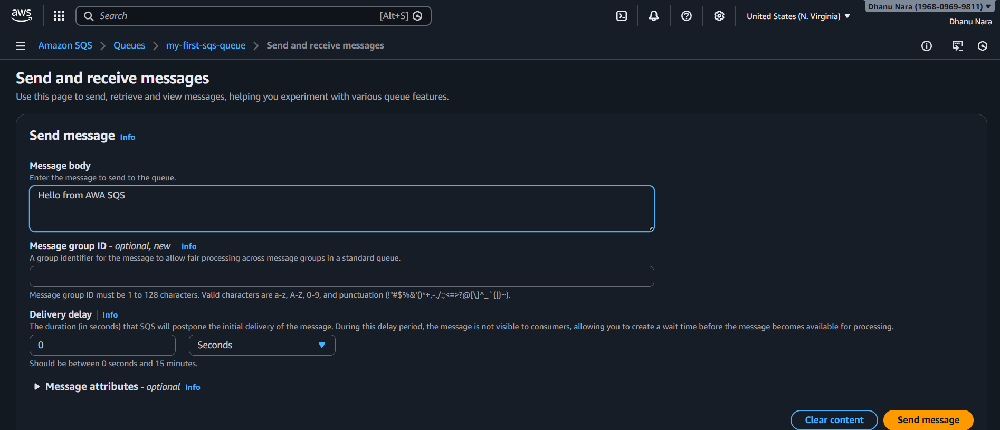 aws
Search [Alt+S]
United States (N. Virginia)
Dhanu Nara (1968-0969-9811)
Dhanu Nara
Amazon SQS > Queues > my-first-sqs-queue > Send and receive messages
Send and receive messages
Use this page to send, retrieve and view messages, helping you experiment with various queue features.
Send message Info
Message body
Enter the message to send to the queue.
Hello from AWA SQS
Message group ID - optional, new Info
A group identifier for the message to allow fair processing across message groups in a standard queue.
Message group ID must be 1 to 128 characters. Valid characters are a-z, A-Z, 0-9, and punctuation (!"#$%&'()*+,-./:;<=>?@[\]^_`{|}~).
Delivery delay Info
The duration (in seconds) that SQS will postpone the initial delivery of the message. During this delay period, the message is not visible to consumers, allowing you to create a wait time before the message becomes available for processing.
0 Seconds
Should be between 0 seconds and 15 minutes.
Message attributes - optional Info
Clear content Send message